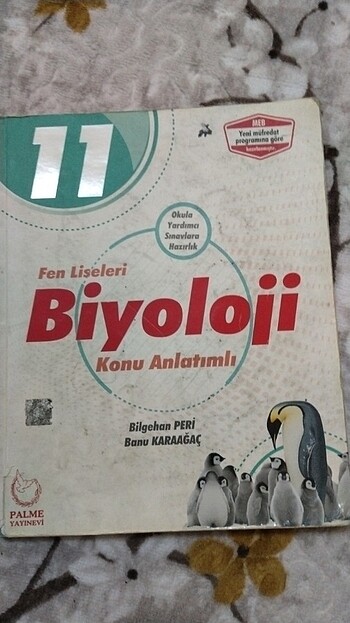 11
MEB
Yeni müfredat
programına göre
hazırlanmıştır.
Okula
Yardımcı
Sınavlara
Hazırlık
Fen Liseleri
Biyoloji
Konu Anlatımlı
Bilgehan PERİ
Banu KARAAĞAÇ
PALME
YAYINEVİ